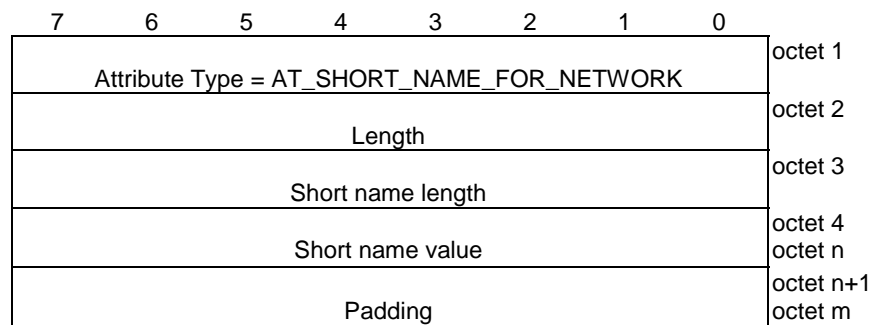 7 6 5 4 3 2 1 0
octet 1
Attribute Type = AT_SHORT_NAME_FOR_NETWORK
octet 2
Length
octet 3
Short name length
octet 4
Short name value octet n
octet n+1
Padding octet m